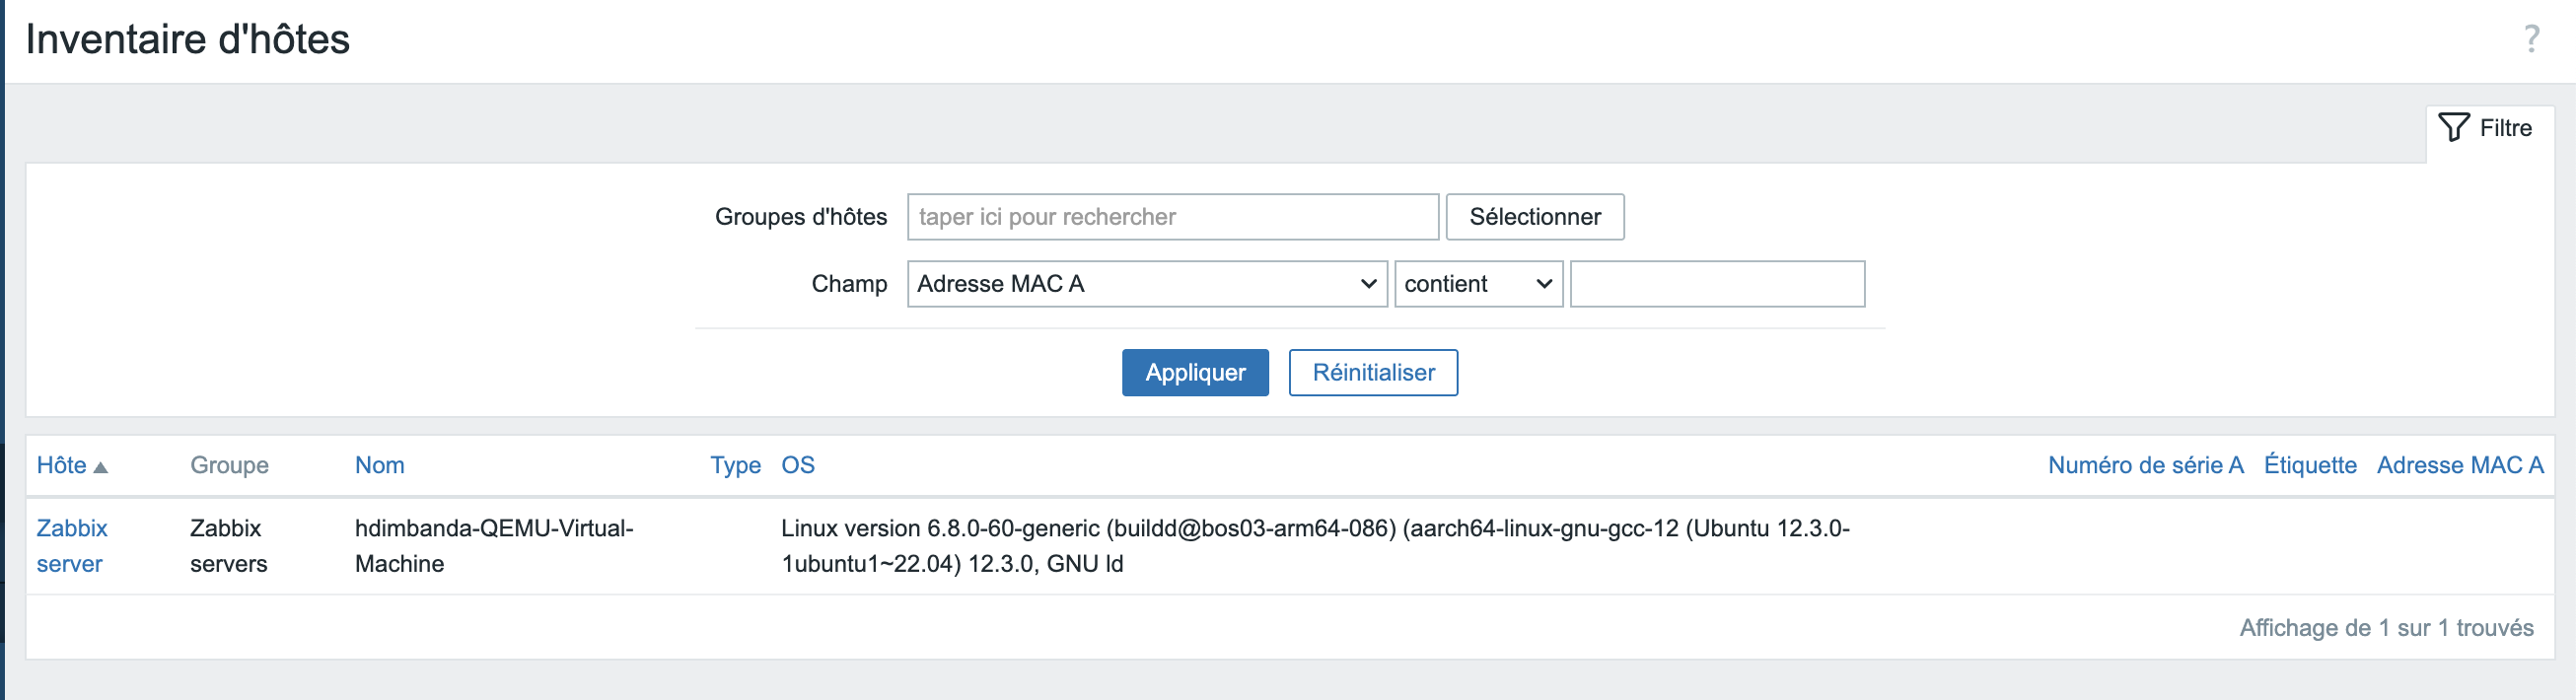 Inventaire d'hôtes
?
Filtre
Groupes d'hôtes taper ici pour rechercher Sélectionner
Champ Adresse MAC A contient
Appliquer Réinitialiser
Hôte Groupe Nom Type OS Numéro de série A Étiquette Adresse MAC A
Zabbix Zabbix hdimbanda-QEMU-Virtual- Linux version 6.8.0-60-generic (buildd@bos03-arm64-086) (aarch64-linux-gnu-gcc-12 (Ubuntu 12.3.0-
server servers Machine 1ubuntu1~22.04) 12.3.0, GNU ld
Affichage de 1 sur 1 trouvés